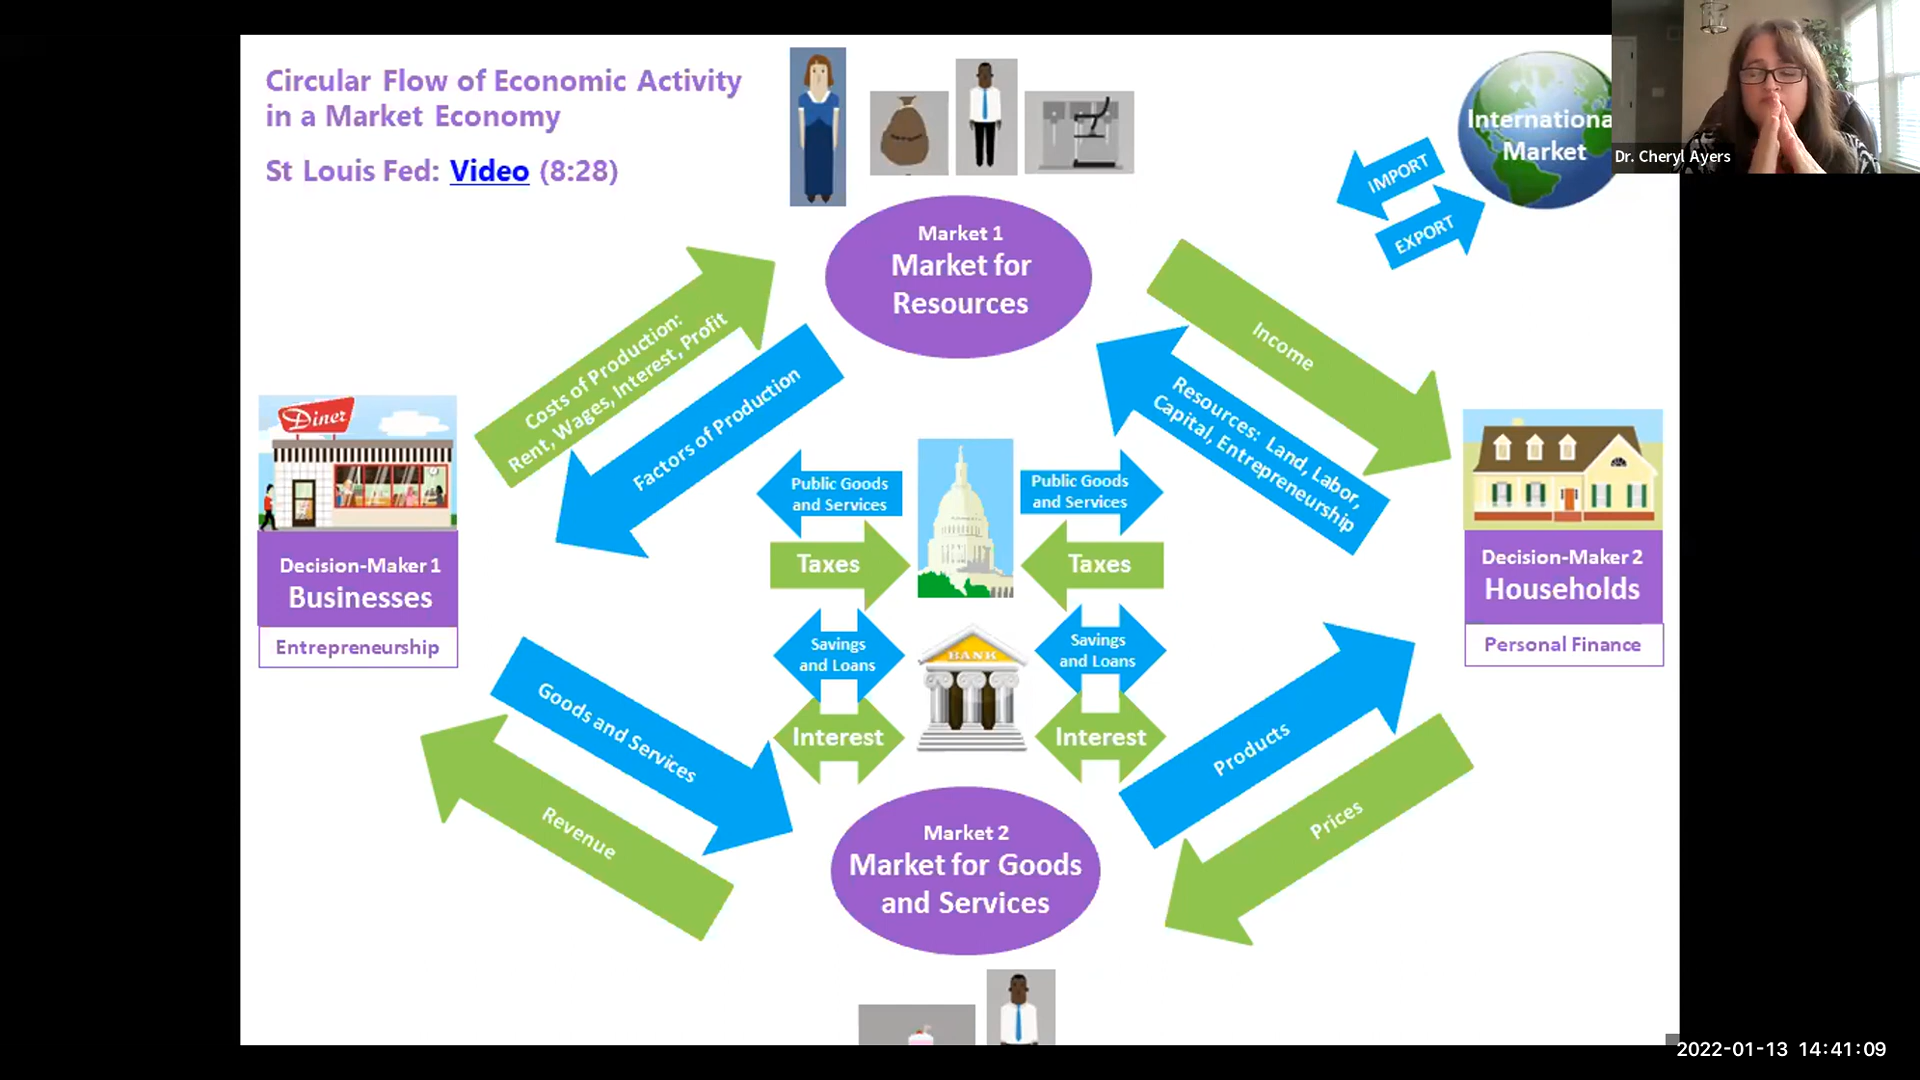 Circular Flow of Economic Activity
in a Market Economy
St Louis Fed: Video (8:28)
Internationa
Market
IMPORT
EXPORT
Dr. Cheryl Ayers
Market 1
Market for
Resources
Costs of Production:
Rent, Wages, Interest, Profit
Factors of Production
Income
Resources: Land, Labor,
Capital, Entrepreneurship
Diner
Decision-Maker 1
Businesses
Entrepreneurship
Public Goods
and Services
Public Goods
and Services
Taxes
Taxes
Savings
and Loans
BANK
Savings
and Loans
Interest
Interest
Decision-Maker 2
Households
Personal Finance
Goods and Services
Revenue
Products
Prices
Market 2
Market for Goods
and Services
2022-01-13 14:41:09